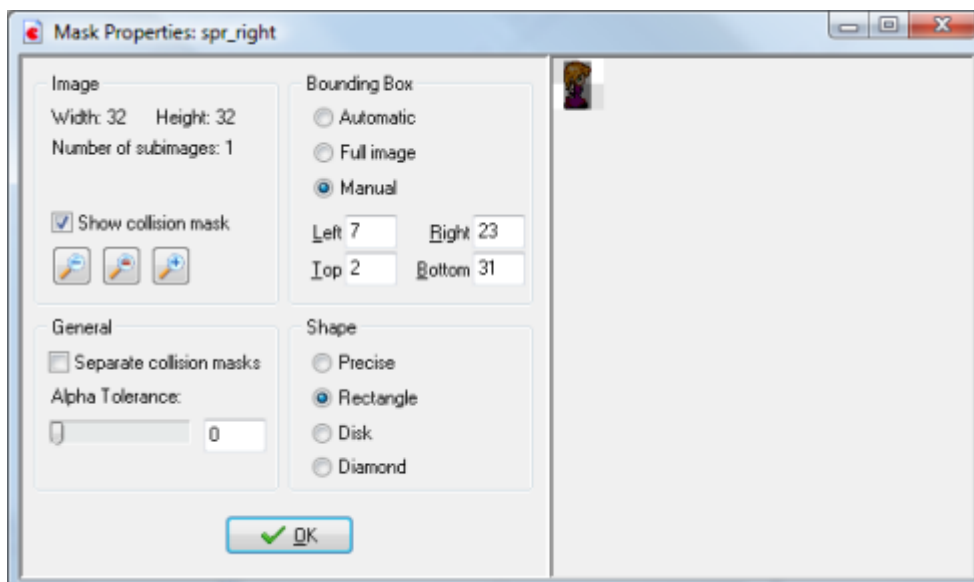 Mask Properties: spr_right
Image
Width: 32 Height: 32
Number of subimages: 1
Show collision mask
Bounding Box
Automatic
Full image
Manual
Left 7 Right 23
Top 2 Bottom 31
General
Separate collision masks
Alpha Tolerance:
0
Shape
Precise
Rectangle
Disk
Diamond
OK